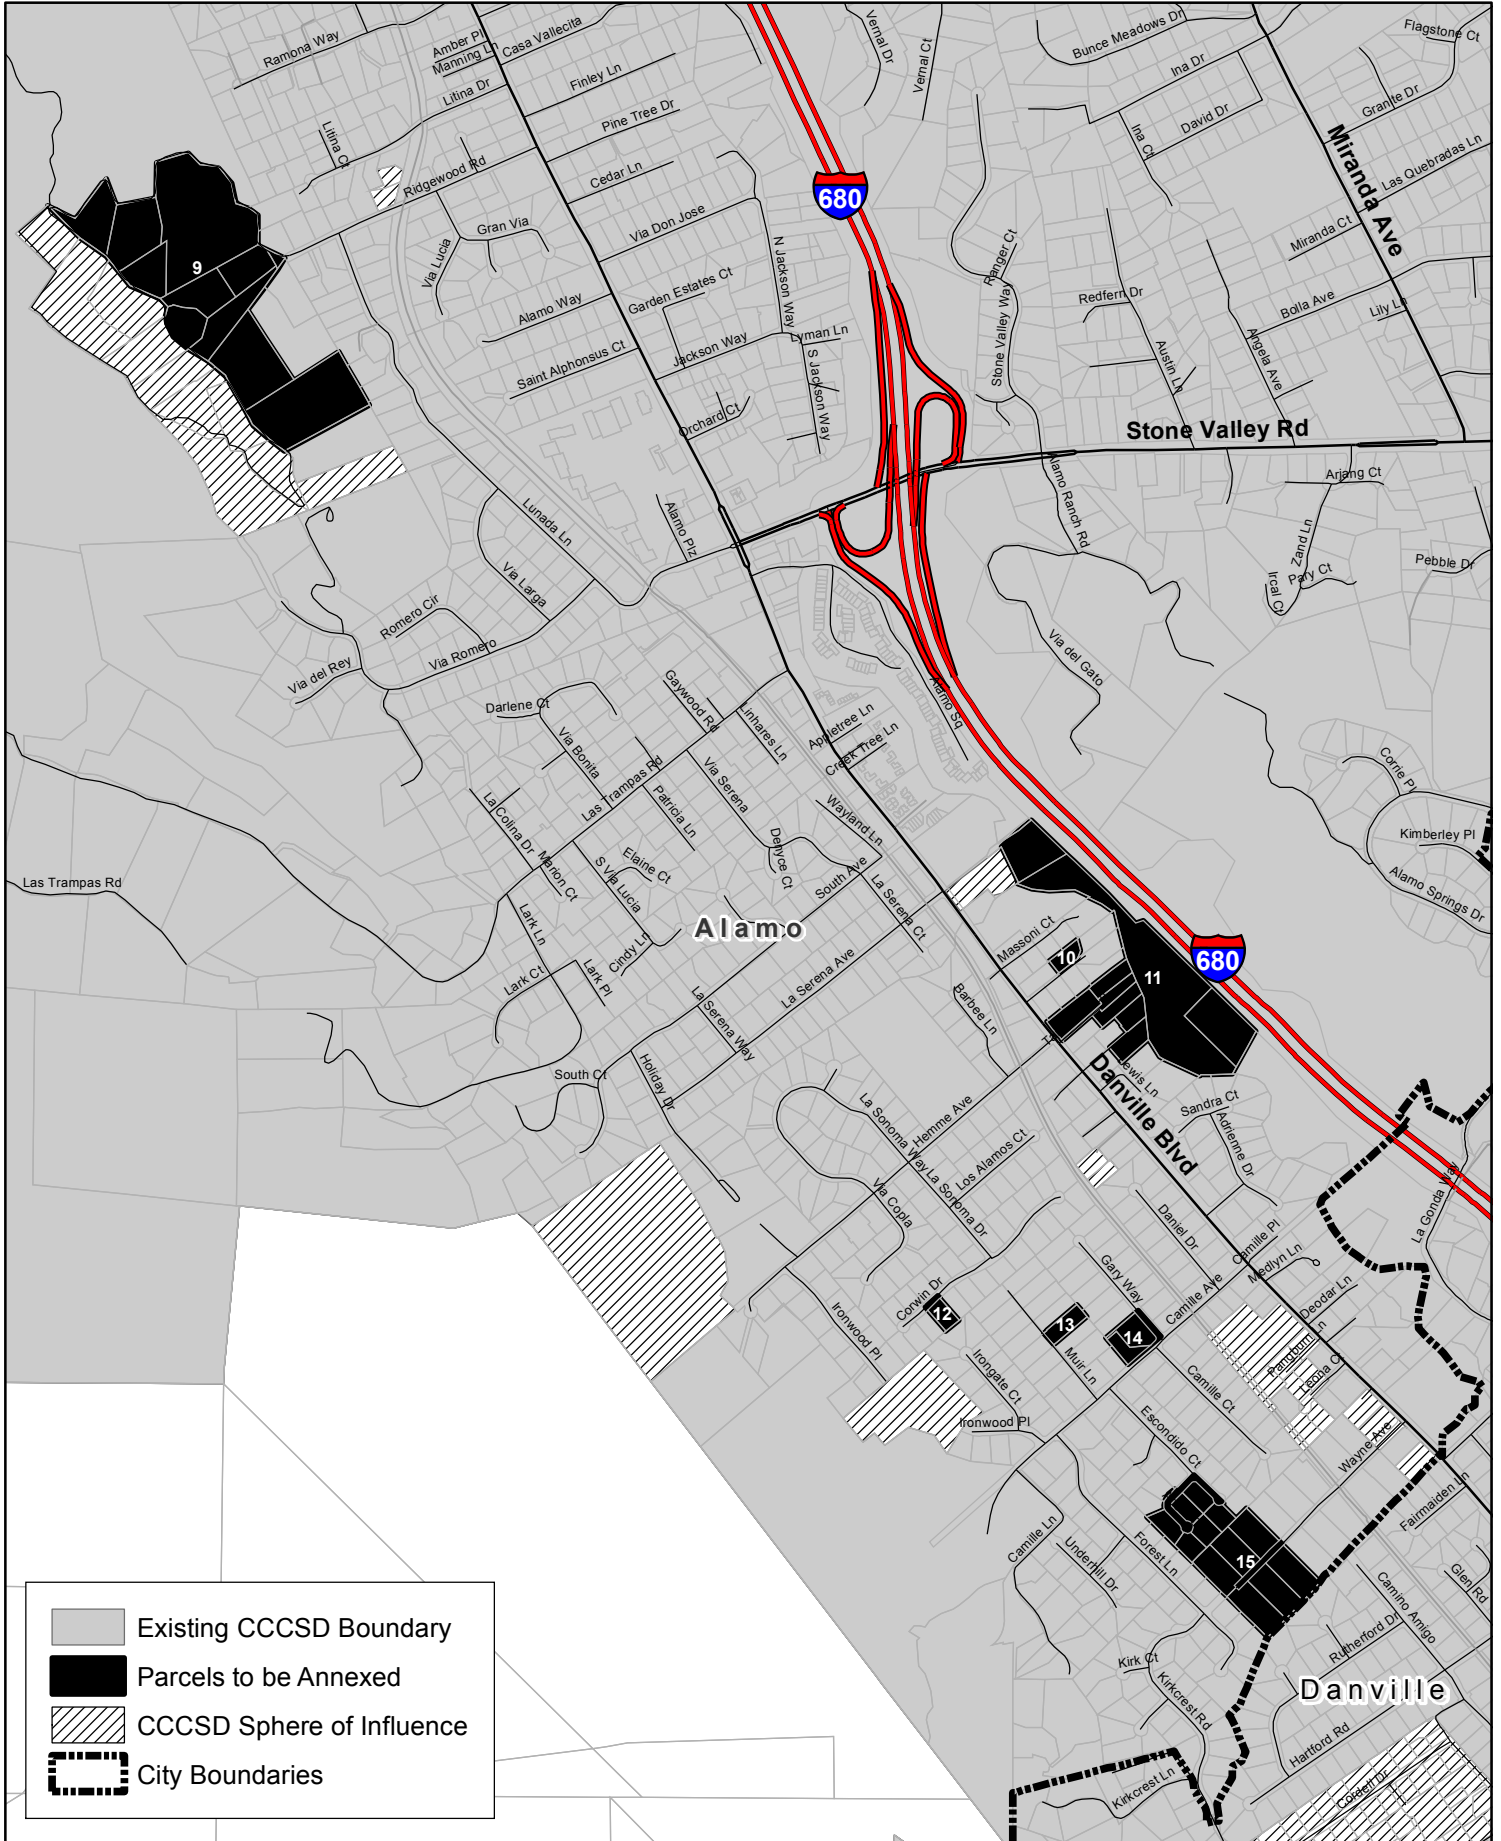 Ramona Way
Amber Pl
Manning Ln
Casa Vallecita
Litina Dr
Finley Ln
Pine Tree Dr
Litina Ct
Ridgewood Rd
Cedar Ln
Vernal Dr
Vernal Ct
Bunce Meadows Dr
Flagstone Ct
Ina Dr
Granite Dr
David Dr
Ina Ct
Miranda Ave
Las Quebradas Ln
680
Via Lucia
Gran Via
Via Don Jose
N Jackson Way
Ranger Ct
Miranda Ct
9
Garden Estates Ct
Alamo Way
Redfern Dr
Bolla Ave
Lily Ln
Stone Valley Way
Jackson Way
Lyman Ln
Saint Alphonsus Ct
S Jackson Way
Austin Ln
Angela Ave
Orchard Ct
Stone Valley Rd
Alamo Ranch Rd
Arjang Ct
Lunada Ln
Alamo Plz
Zand Ln
Pebble Dr
Via Larga
Ircal Ct
Pary Ct
Romero Cir
Via Romero
Via del Rey
Via del Gato
Gaywood Rd
Alamo Sq
Darlene Ct
Linhares Ln
Appletree Ln
Creek Tree Ln
Via Bonita
Las Trampas Rd
Via Serena
Corrie Pl
La Colina Dr
Patricia Ln
Wayland Ln
Kimberley Pl
Denyce Ct
Marion Ct
Elaine Ct
S Via Lucia
South Ave
La Serena Ct
Las Trampas Rd
Alamo Springs Dr
Lark Ln
Alamo
Massoni Ct
10
680
11
Cindy Ln
Lark Ct
Lark Pl
La Serena Ave
La Serena Way
Barbee Ln
South Ct
Holiday Dr
Danville Blvd
Lewis Ln
Sandra Ct
La Sonoma Way
Hemme Ave
Adrienne Dr
Los Alamos Ct
Via Copla
La Sonoma Dr
La Gonda Way
Daniel Dr
Camille Pl
Medlyn Ln
Gary Way
Corwin Dr
Camille Ave
Deodar Ln
12
13
14
Ironwood Pl
Muir Ln
Pangburn Ln
Leona Ct
Irongate Ct
Camille Ct
Ironwood Pl
Escondido Ct
Wayne Ave
Fairmaiden Ln
Camille Ln
Underhill Dr
Forest Ln
15
Glen Rd
Camino Amigo
Rutherford Dr
Kirk Ct
Kirkcrest Rd
Danville
Hartford Rd
Kirkcrest Ln
Cordell Dr
Existing CCCSD Boundary
Parcels to be Annexed
CCCSD Sphere of Influence
City Boundaries